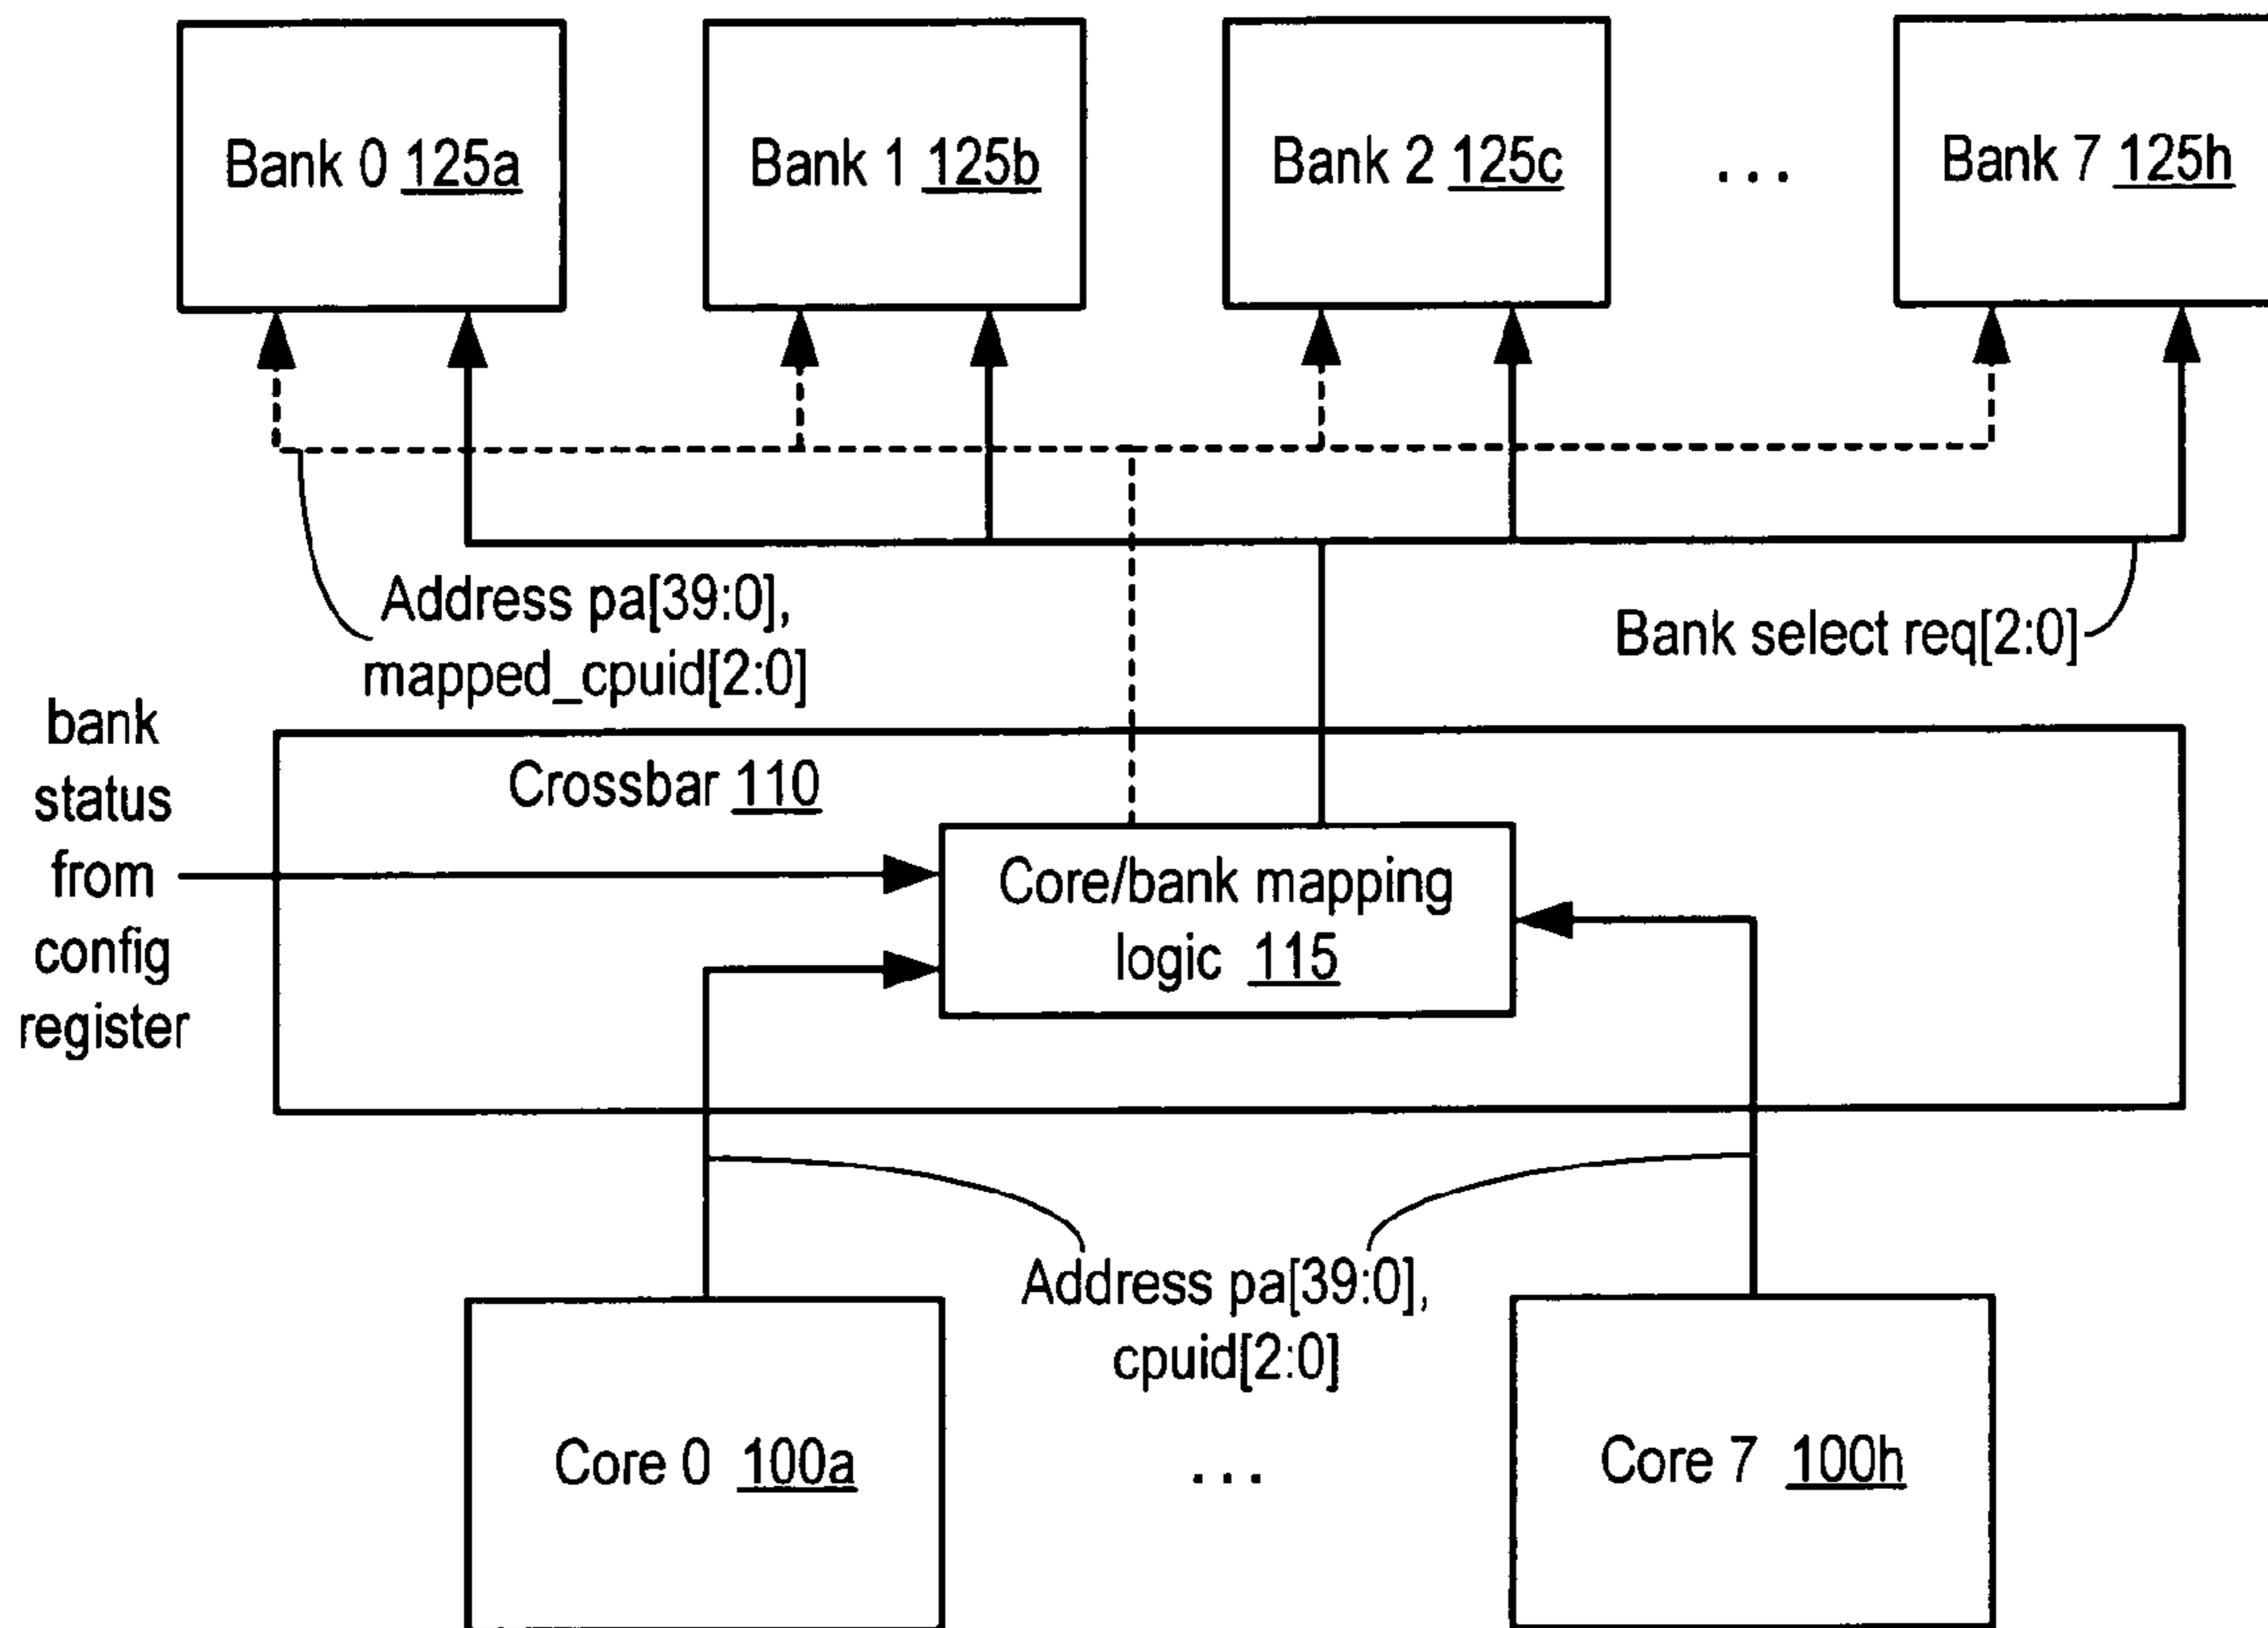 Bank 0 125a
Bank 1 125b
Bank 2 125c
...
Bank 7 125h
Address pa[39:0],
mapped_cpuid[2:0]
Bank select req[2:0]
bank
status
from
config
register
Crossbar 110
Core/bank mapping
logic 115
Address pa[39:0],
cpuid[2:0]
Core 0 100a
...
Core 7 100h